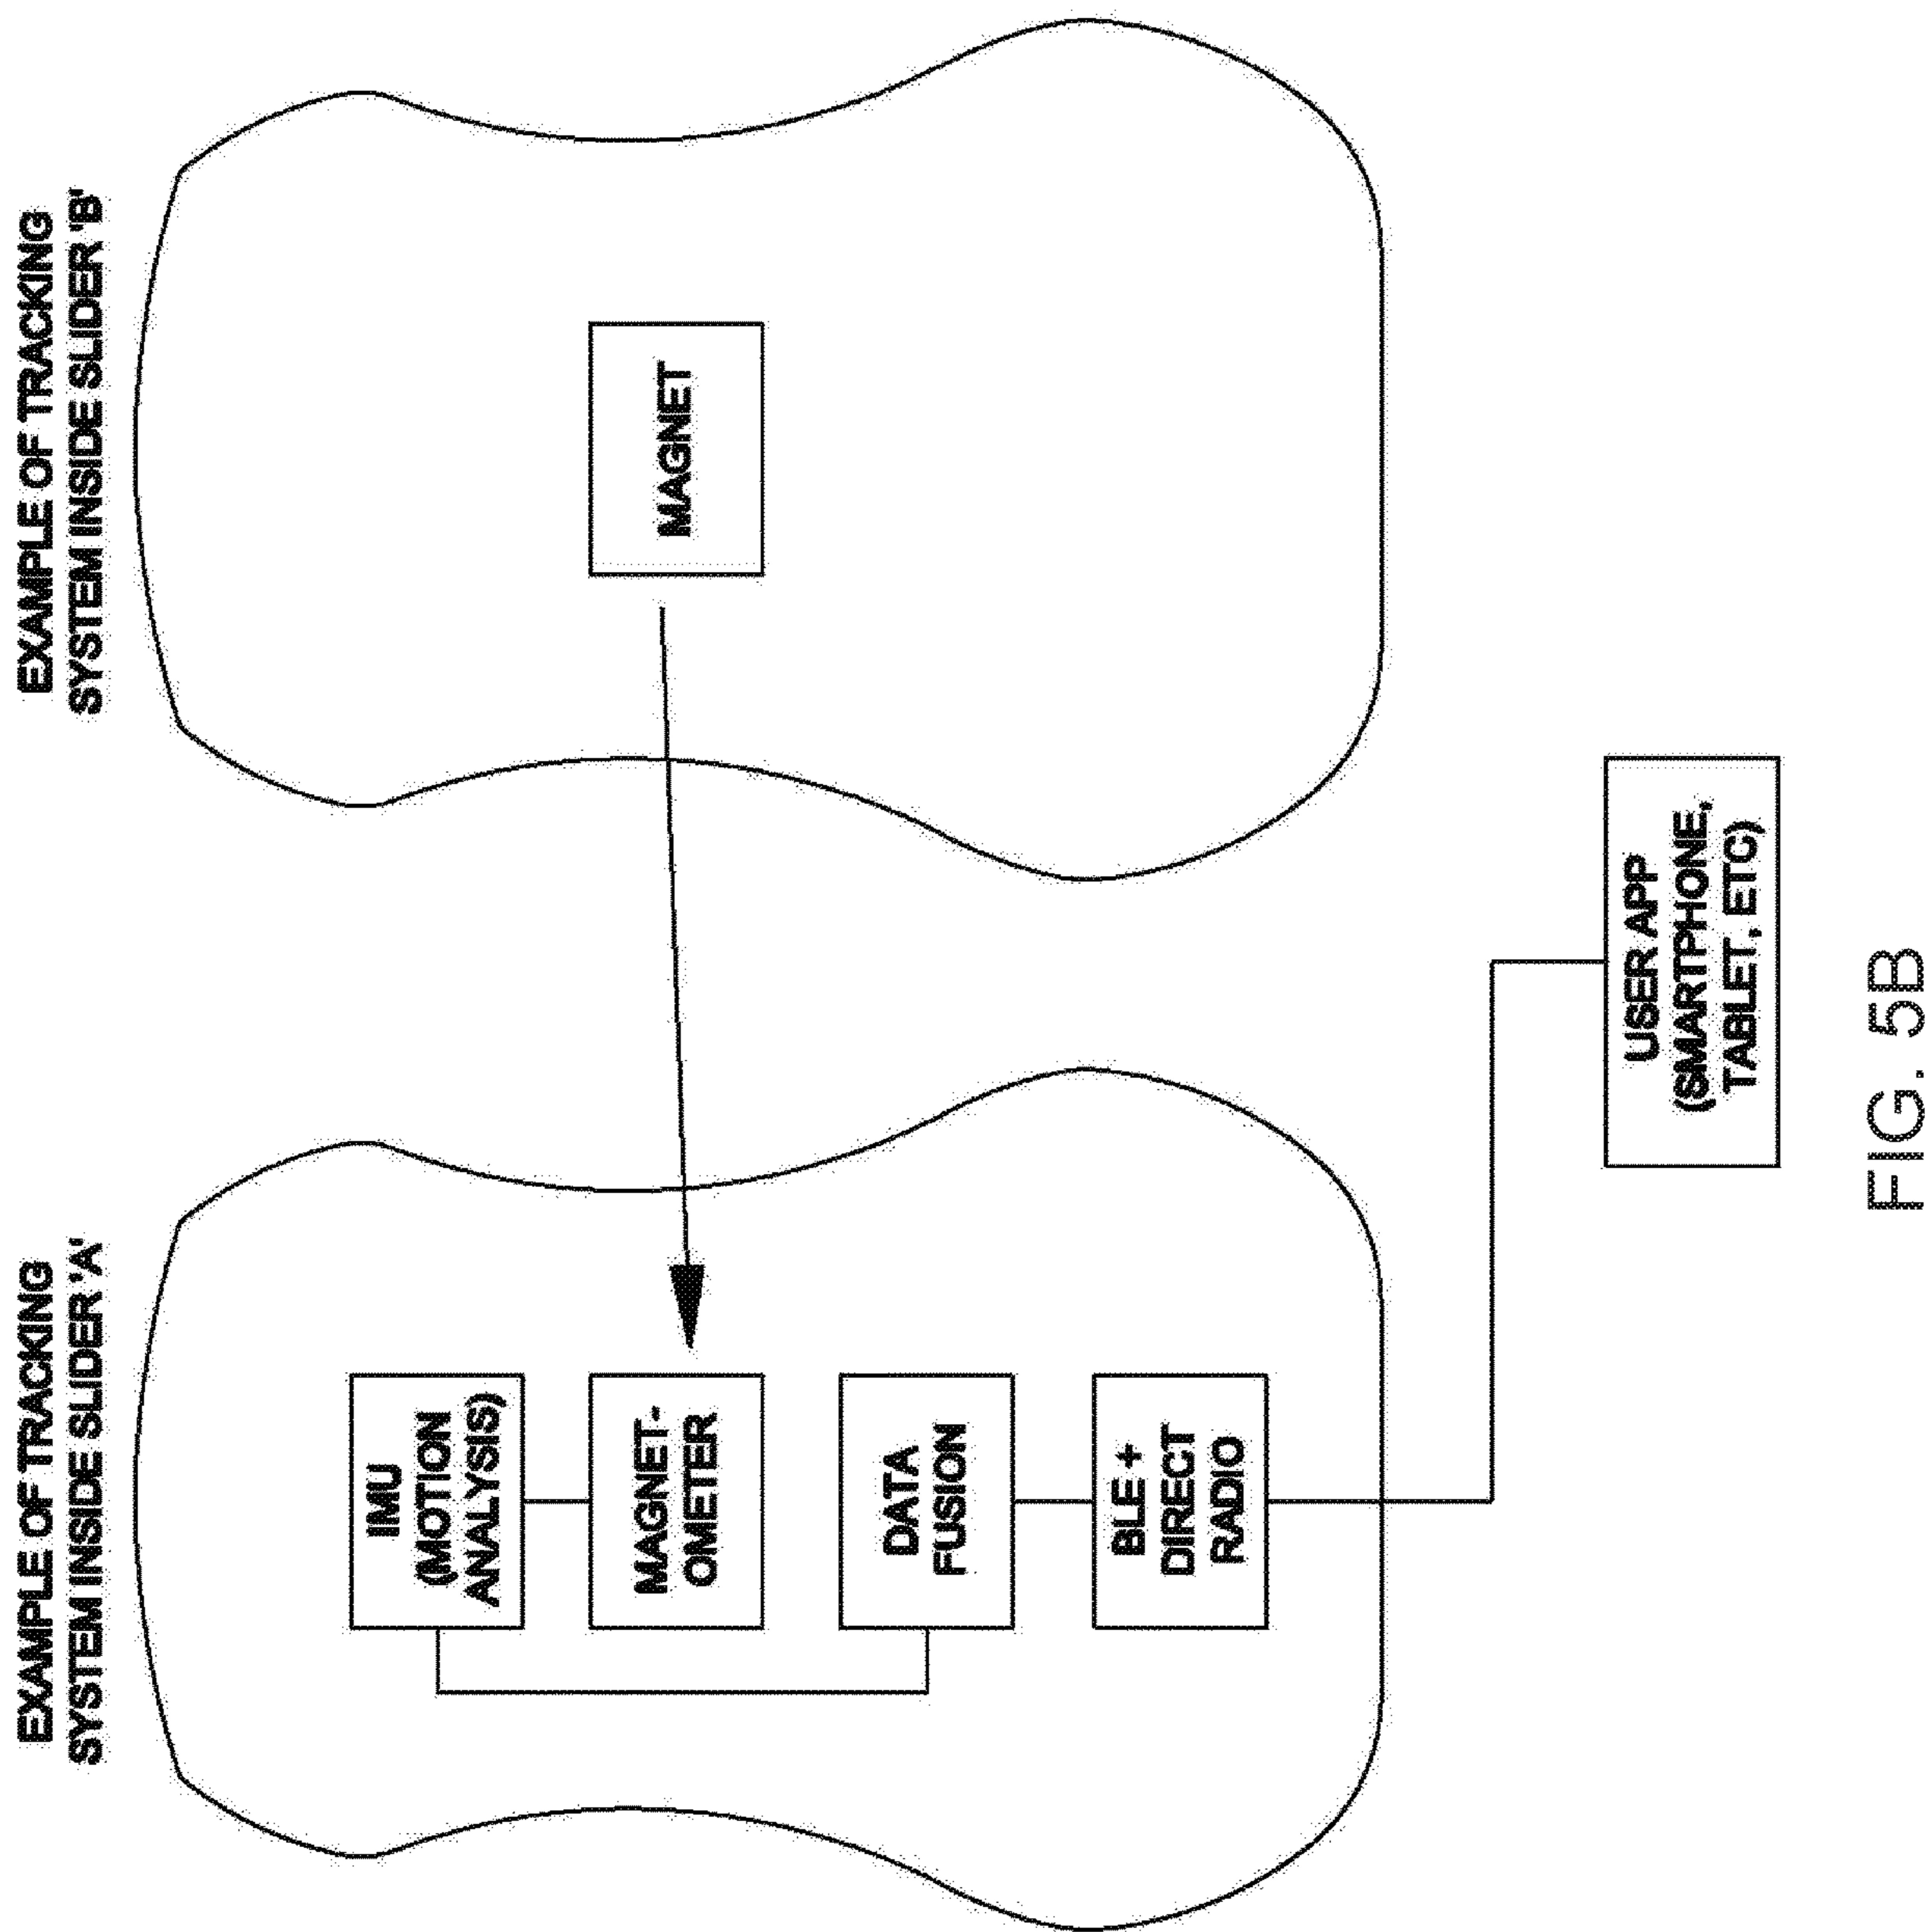 EXAMPLE OF TRACKING
SYSTEM INSIDE SLIDER 'A'
IMU
(MOTION
ANALYSIS)
MAGNET-
OMETER
DATA
FUSION
BLE +
DIRECT
RADIO
EXAMPLE OF TRACKING
SYSTEM INSIDE SLIDER 'B'
MAGNET
USER APP
(SMARTPHONE,
TABLET, ETC)
FIG. 5B